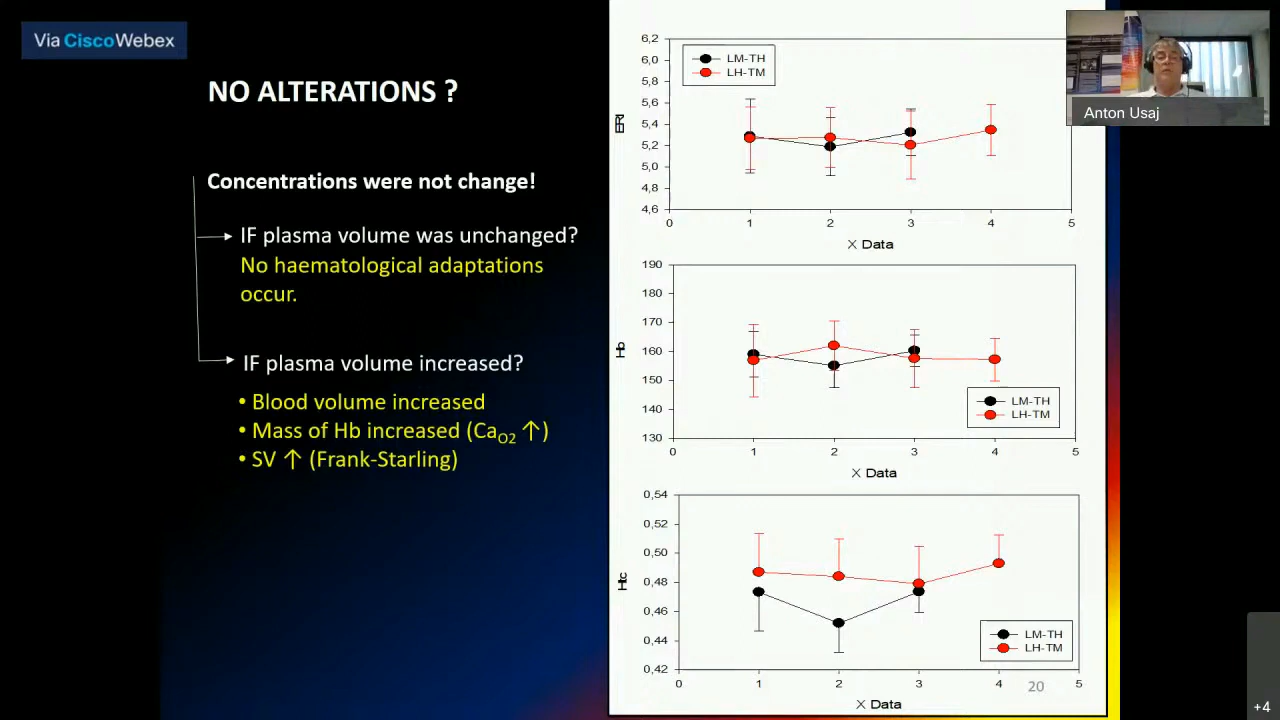 Via CiscoWebex
NO ALTERATIONS ?
Concentrations were not change!
IF plasma volume was unchanged?
No haematological adaptations
occur.
IF plasma volume increased?
• Blood volume increased
• Mass of Hb increased (CaO2 ↑)
• SV ↑ (Frank-Starling)
6,2
6,0
5,8
5,6
5,4
5,2
5,0
4,8
4,6
LM-TH
LH-TM
0 1 2 3 4 5
X Data
190
180
170
160
150
140
130
Hb
LM-TH
LH-TM
0 1 2 3 4 5
X Data
0,54
0,52
0,50
0,48
0,46
0,44
0,42
Htc
LM-TH
LH-TM
0 1 2 3 4 5
X Data
20
Anton Usaj
+4